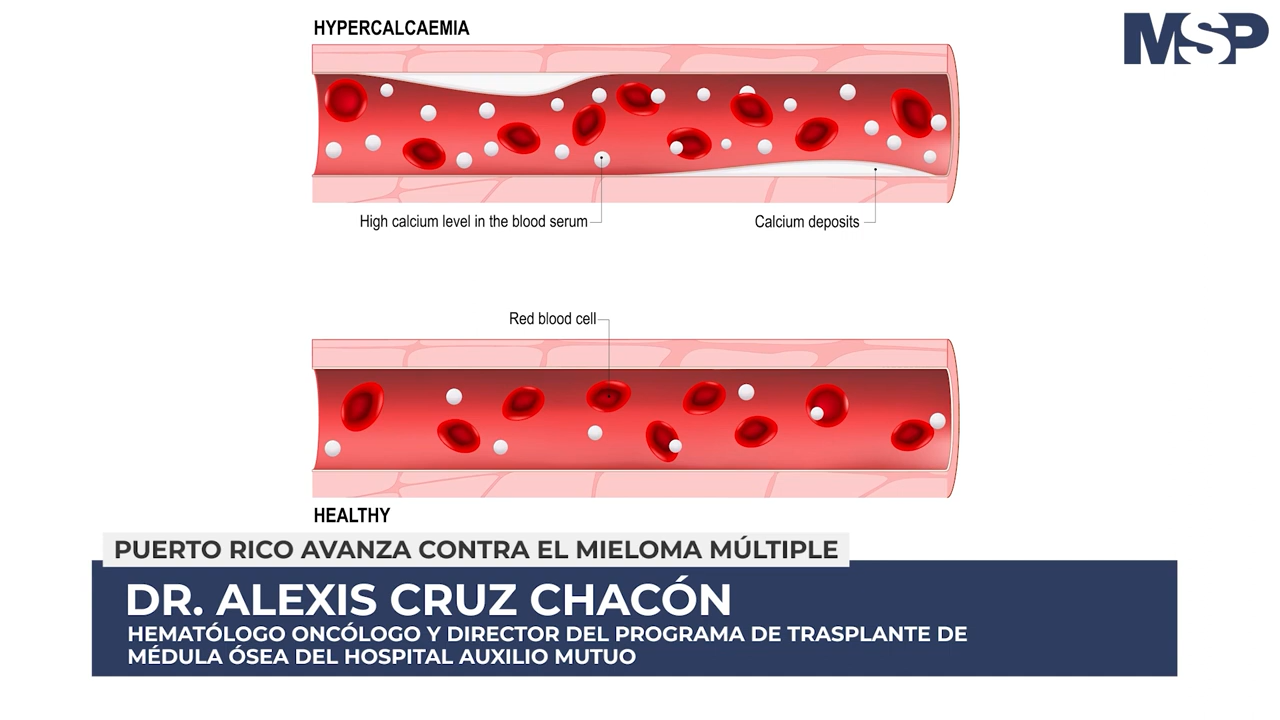 HYPERCALCAEMIA
MSP
High calcium level in the blood serum
Calcium deposits
Red blood cell
HEALTHY
PUERTO RICO AVANZA CONTRA EL MIELOMA MÚLTIPLE
DR. ALEXIS CRUZ CHACÓN
HEMATÓLOGO ONCÓLOGO Y DIRECTOR DEL PROGRAMA DE TRASPLANTE DE
MÉDULA ÓSEA DEL HOSPITAL AUXILIO MUTUO